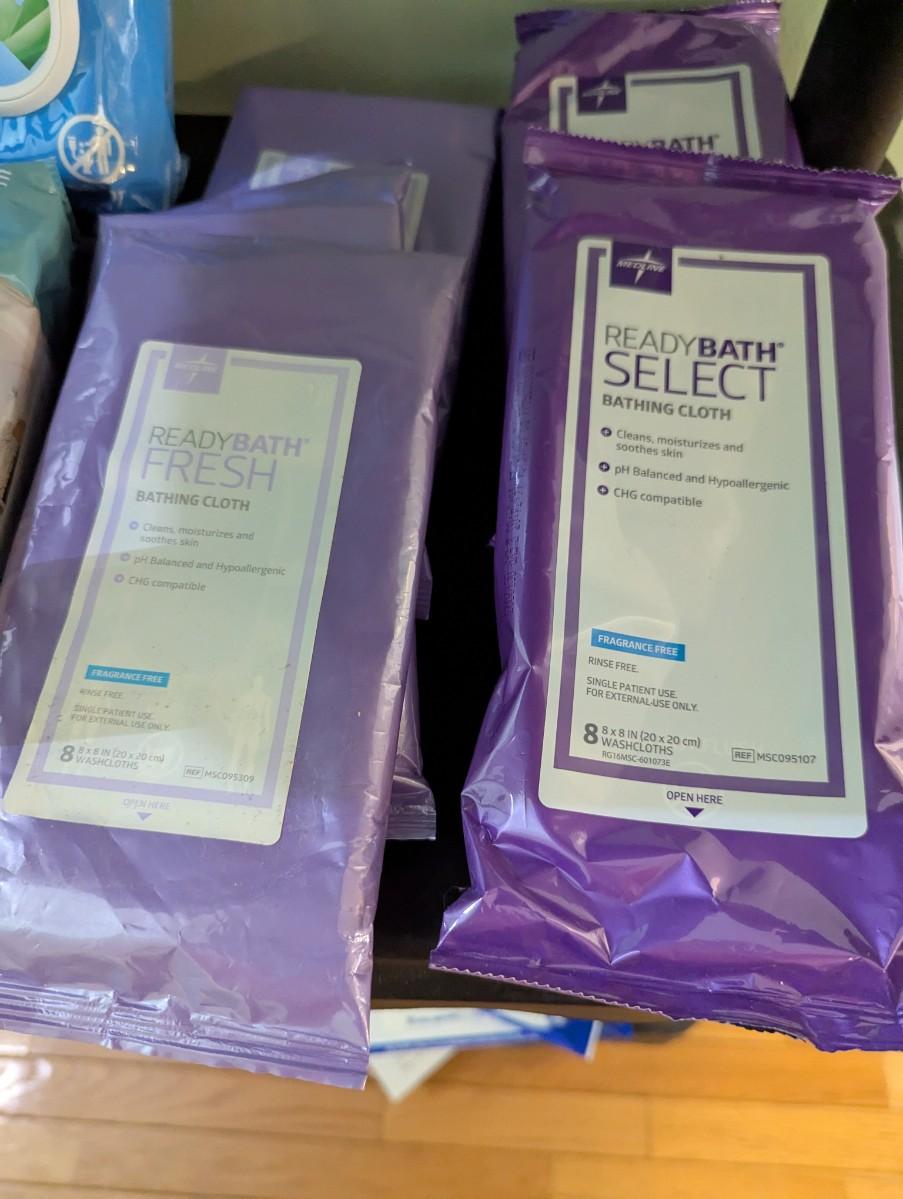 MEDLINE
READYBATH®
FRESH
BATHING CLOTH
Cleans, moisturizes and
soothes skin
pH Balanced and Hypoallergenic
CHG compatible
FRAGRANCE FREE
RINSE FREE.
SINGLE PATIENT USE.
FOR EXTERNAL USE ONLY.
8 8 x 8 IN (20 x 20 cm)
WASHCLOTHS
REF MSC095309
OPEN HERE
MEDLINE
READYBATH®
SELECT
BATHING CLOTH
Cleans, moisturizes and
soothes skin
pH Balanced and Hypoallergenic
CHG compatible
FRAGRANCE FREE
RINSE FREE.
SINGLE PATIENT USE.
FOR EXTERNAL USE ONLY.
8 8 x 8 IN (20 x 20 cm)
WASHCLOTHS
RG16MSC-601073E
REF MSC095107
OPEN HERE